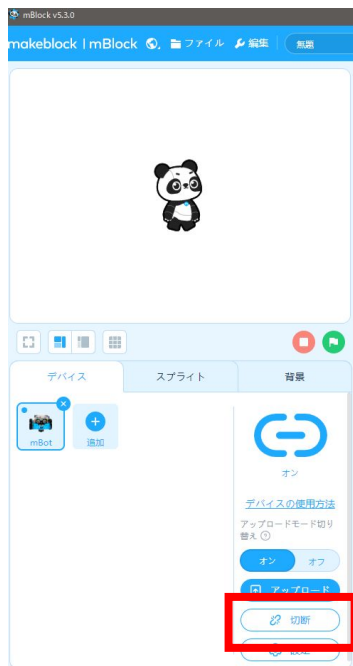 mBlock v5.3.0
makeblock | mBlock ファイル 編集 無題
デバイス スプライト 背景
mBot 追加
オン
デバイスの使用方法
アップロードモード切り
替え
オン オフ
アップロード
切断
設定